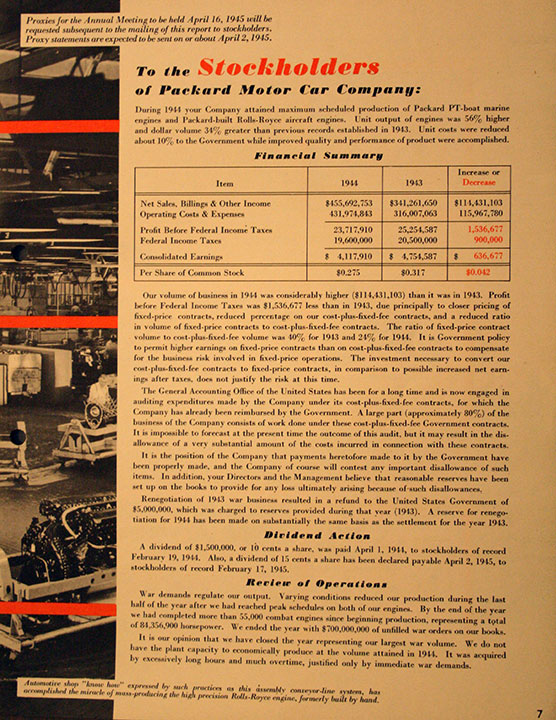 Proxies for the Annual Meeting to be held April 16, 1945 will be
requested subsequent to the mailing of this report to stockholders.
Proxy statements are expected to be sent on or about April 2, 1945.
To the Stockholders
of Packard Motor Car Company:
During 1944 your Company attained maximum scheduled production of Packard PT-boat marine
engines and Packard-built Rolls-Royce aircraft engines. Unit output of engines was 56% higher
and dollar volume 34% greater than previous records established in 1943. Unit costs were reduced
about 10% to the Government while improved quality and performance of product were accomplished.
Financial Summary
Item 1944 1943 Increase or Decrease
Net Sales, Billings & Other Income $455,692,753 $341,261,650 $114,431,103
Operating Costs & Expenses 431,974,843 316,007,063 115,967,780
Profit Before Federal Income Taxes 23,717,910 25,254,587 1,536,677
Federal Income Taxes 19,600,000 20,500,000 900,000
Consolidated Earnings $ 4,117,910 $ 4,754,587 $ 636,677
Per Share of Common Stock $0.275 $0.317 $0.042
Our volume of business in 1944 was considerably higher ($114,431,103) than it was in 1943. Profit
before Federal Income Taxes was $1,536,677 less than in 1943, due principally to closer pricing of
fixed-price contracts, reduced percentage on our cost-plus-fixed-fee contracts, and a reduced ratio
in volume of fixed-price contracts to cost-plus-fixed-fee contracts. The ratio of fixed-price contract
volume to cost-plus-fixed-fee volume was 40% for 1943 and 24% for 1944. It is Government policy
to permit higher earnings on fixed-price contracts than on cost-plus-fixed-fee contracts to compensate
for the business risk involved in fixed-price operations. The investment necessary to convert our
cost-plus-fixed-fee contracts to fixed-price contracts, in comparison to possible increased net earn-
ings after taxes, does not justify the risk at this time.
The General Accounting Office of the United States has been for a long time and is now engaged in
auditing expenditures made by the Company under its cost-plus-fixed-fee contracts, for which the
Company has already been reimbursed by the Government. A large part (approximately 80%) of the
business of the Company consists of work done under these cost-plus-fixed-fee Government contracts.
It is impossible to forecast at the present time the outcome of this audit, but it may result in the dis-
allowance of a very substantial amount of the costs incurred in connection with these contracts.
It is the position of the Company that payments heretofore made to it by the Government have
been properly made, and the Company of course will contest any important disallowance of such
items. In addition, your Directors and the Management believe that reasonable reserves have been
set up on the books to provide for any loss ultimately arising because of such disallowances.
Renegotiation of 1943 war business resulted in a refund to the United States Government of
$5,000,000, which was charged to reserves provided during that year (1943). A reserve for renego-
tiation for 1944 has been made on substantially the same basis as the settlement for the year 1943.
Dividend Action
A dividend of $1,500,000, or 10 cents a share, was paid April 1, 1944, to stockholders of record
February 19, 1944. Also, a dividend of 15 cents a share has been declared payable April 2, 1945, to
stockholders of record February 17, 1945.
Review of Operations
War demands regulate our output. Varying conditions reduced our production during the last
half of the year after we had reached peak schedules on both of our engines. By the end of the year
we had completed more than 55,000 combat engines since beginning production, representing a total
of 84,356,900 horsepower. We ended the year with $700,000,000 of unfilled war orders on our books.
It is our opinion that we have closed the year representing our largest war volume. We do not
have the plant capacity to economically produce at the volume attained in 1944. It was acquired
by excessively long hours and much overtime, justified only by immediate war demands.
Automotive shop "know how" expressed by such practices as this assembly conveyor-line system, has
accomplished the miracle of mass-producing the high precision Rolls-Royce engine, formerly built by hand.
7